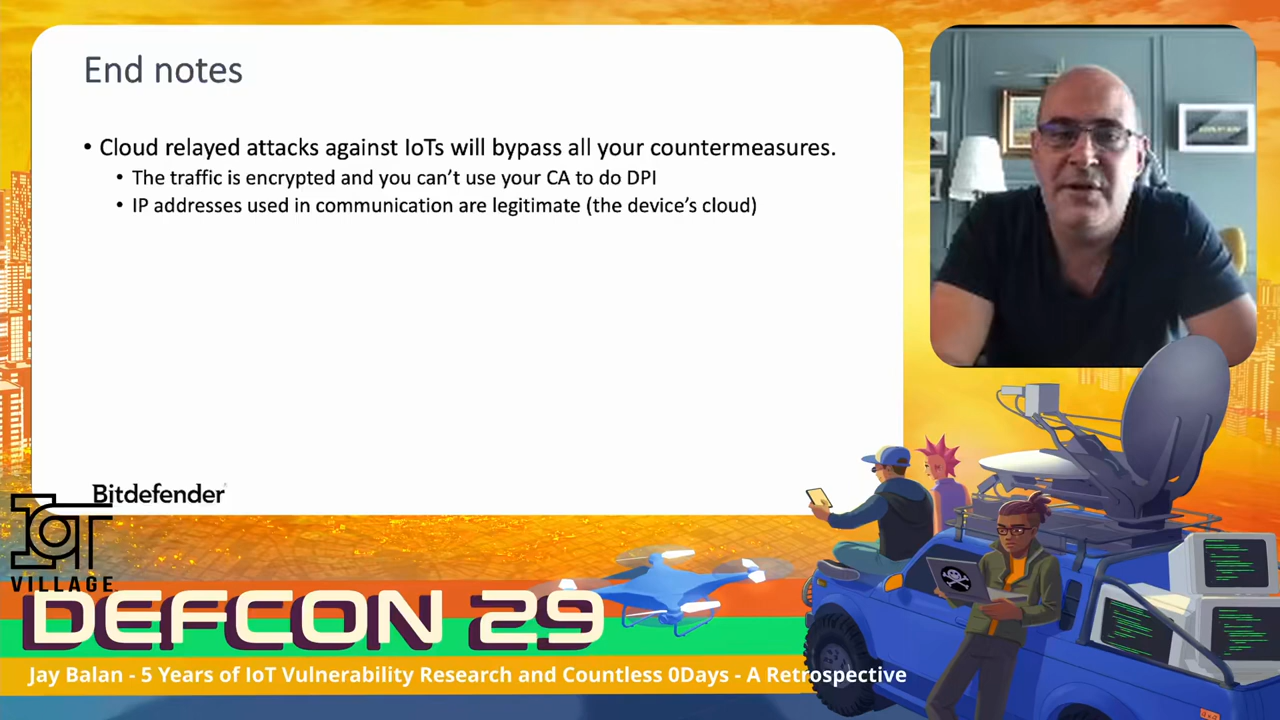 End notes
• Cloud relayed attacks against IoTs will bypass all your countermeasures.
• The traffic is encrypted and you can't use your CA to do DPI
• IP addresses used in communication are legitimate (the device's cloud)
Bitdefender
IoT
VILLAGE
DEFCON 29
Jay Balan - 5 Years of IoT Vulnerability Research and Countless 0Days - A Retrospective